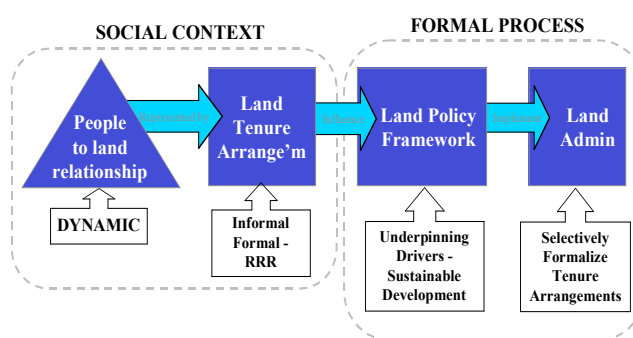 SOCIAL CONTEXT
FORMAL PROCESS
People
to land
relationship
Land
Tenure
Arrange'm
Land Policy
Framework
Implement
Land
Admin
DYNAMIC
Informal
Formal -
RRR
Underpinning
Drivers -
Sustainable
Development
Selectively
Formalize
Tenure
Arrangements